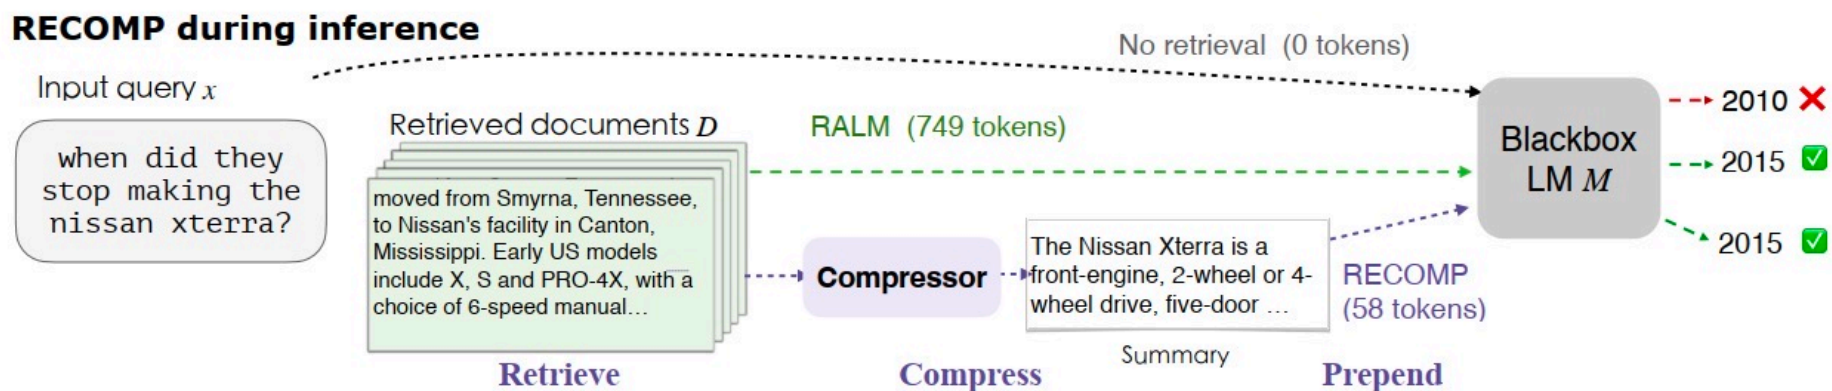 RECOMP during inference
No retrieval (0 tokens)
Input query x
when did they
stop making the
nissan xterra?
Retrieved documents D
moved from Smyrna, Tennessee,
to Nissan's facility in Canton,
Mississippi. Early US models
include X, S and PRO-4X, with a
choice of 6-speed manual...
RALM (749 tokens)
Compressor
The Nissan Xterra is a
front-engine, 2-wheel or 4-
wheel drive, five-door ...
Summary
RECOMP
(58 tokens)
Blackbox
LM M
2010
2015
2015
Retrieve
Compress
Prepend